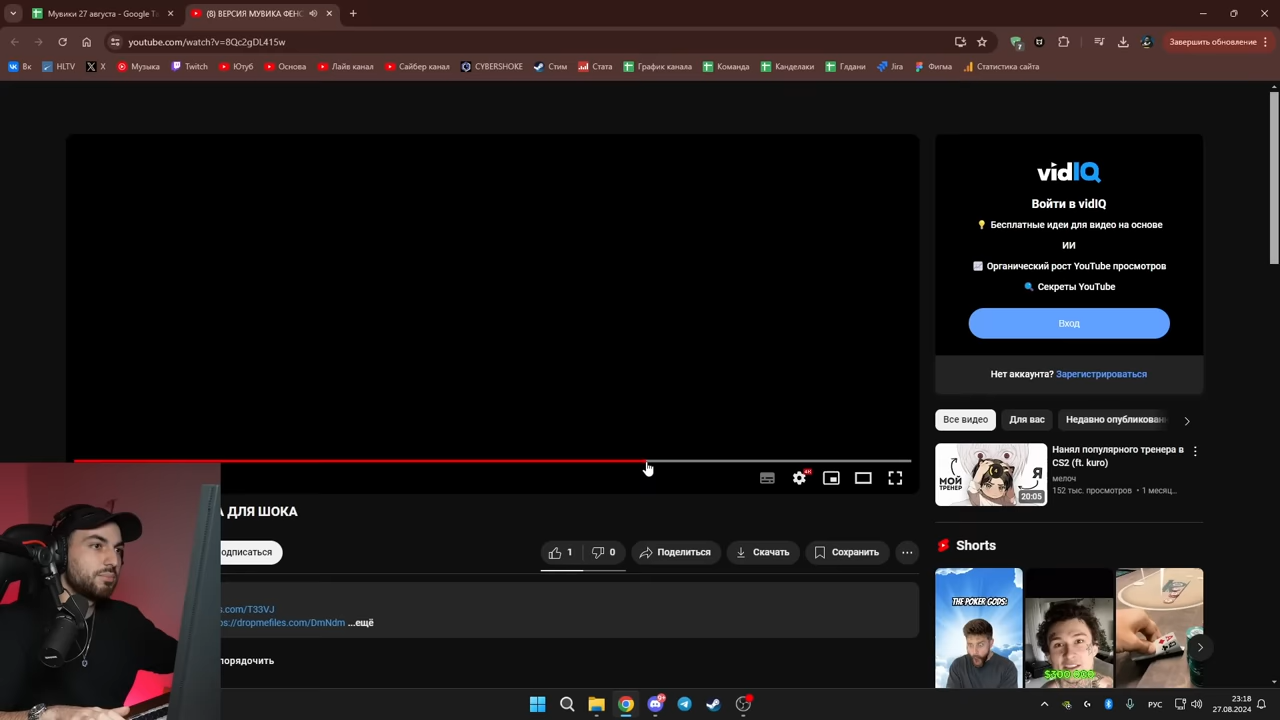 Мувики 27 августа - Google Т
(8) ВЕРСИЯ МУВИКА ФЕНО
youtube.com/watch?v=8Qc2gDL415w
Завершить обновление
Вк
HLTV
X
Музыка
Twitch
Ютуб
Основа
Лайв канал
Сайбер канал
CYBERSHOKE
Стим
Стата
График канала
Команда
Канделаки
Глдани
Jira
Фигма
Статистика сайта
vidIQ
Войти в vidIQ
Бесплатные идеи для видео на основе
ИИ
Органический рост YouTube просмотров
Секреты YouTube
Вход
Нет аккаунта? Зарегистрироваться
Все видео
Для вас
Недавно опубликован
МОЙ
ТРЕНЕР
Я
20:05
Нанял популярного тренера в
CS2 (ft. kuro)
мелоч
152 тыс. просмотров • 1 месяц...
А ДЛЯ ШОКА
одписаться
1
0
Поделиться
Скачать
Сохранить
Shorts
s.com/T33VJ
ps://dropmefiles.com/DmNdm ...ещё
порядочить
THE POKER GODS:
$300,000
РУС
23:18
27.08.2024